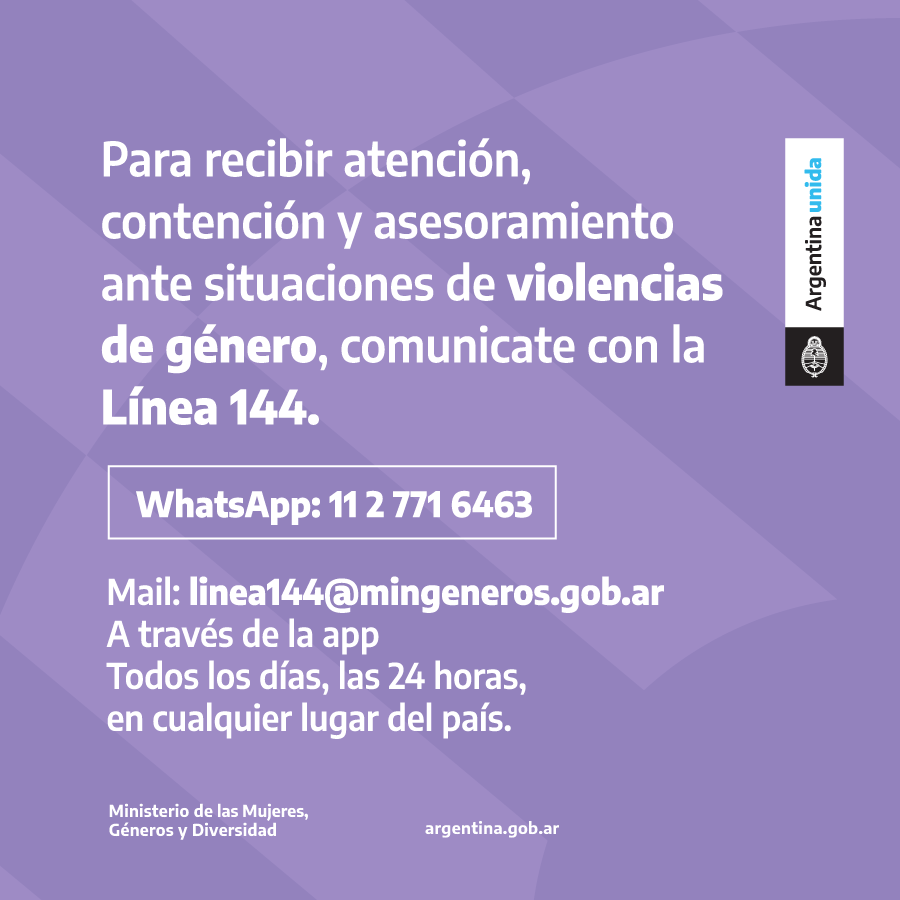 Para recibir atención,
contención y asesoramiento
ante situaciones de violencias
de género, comunicate con la
Línea 144.
WhatsApp: 11 2 771 6463
Mail: linea144@mingeneros.gob.ar
A través de la app
Todos los días, las 24 horas,
en cualquier lugar del país.
Ministerio de las Mujeres,
Géneros y Diversidad
argentina.gob.ar
Argentina unida